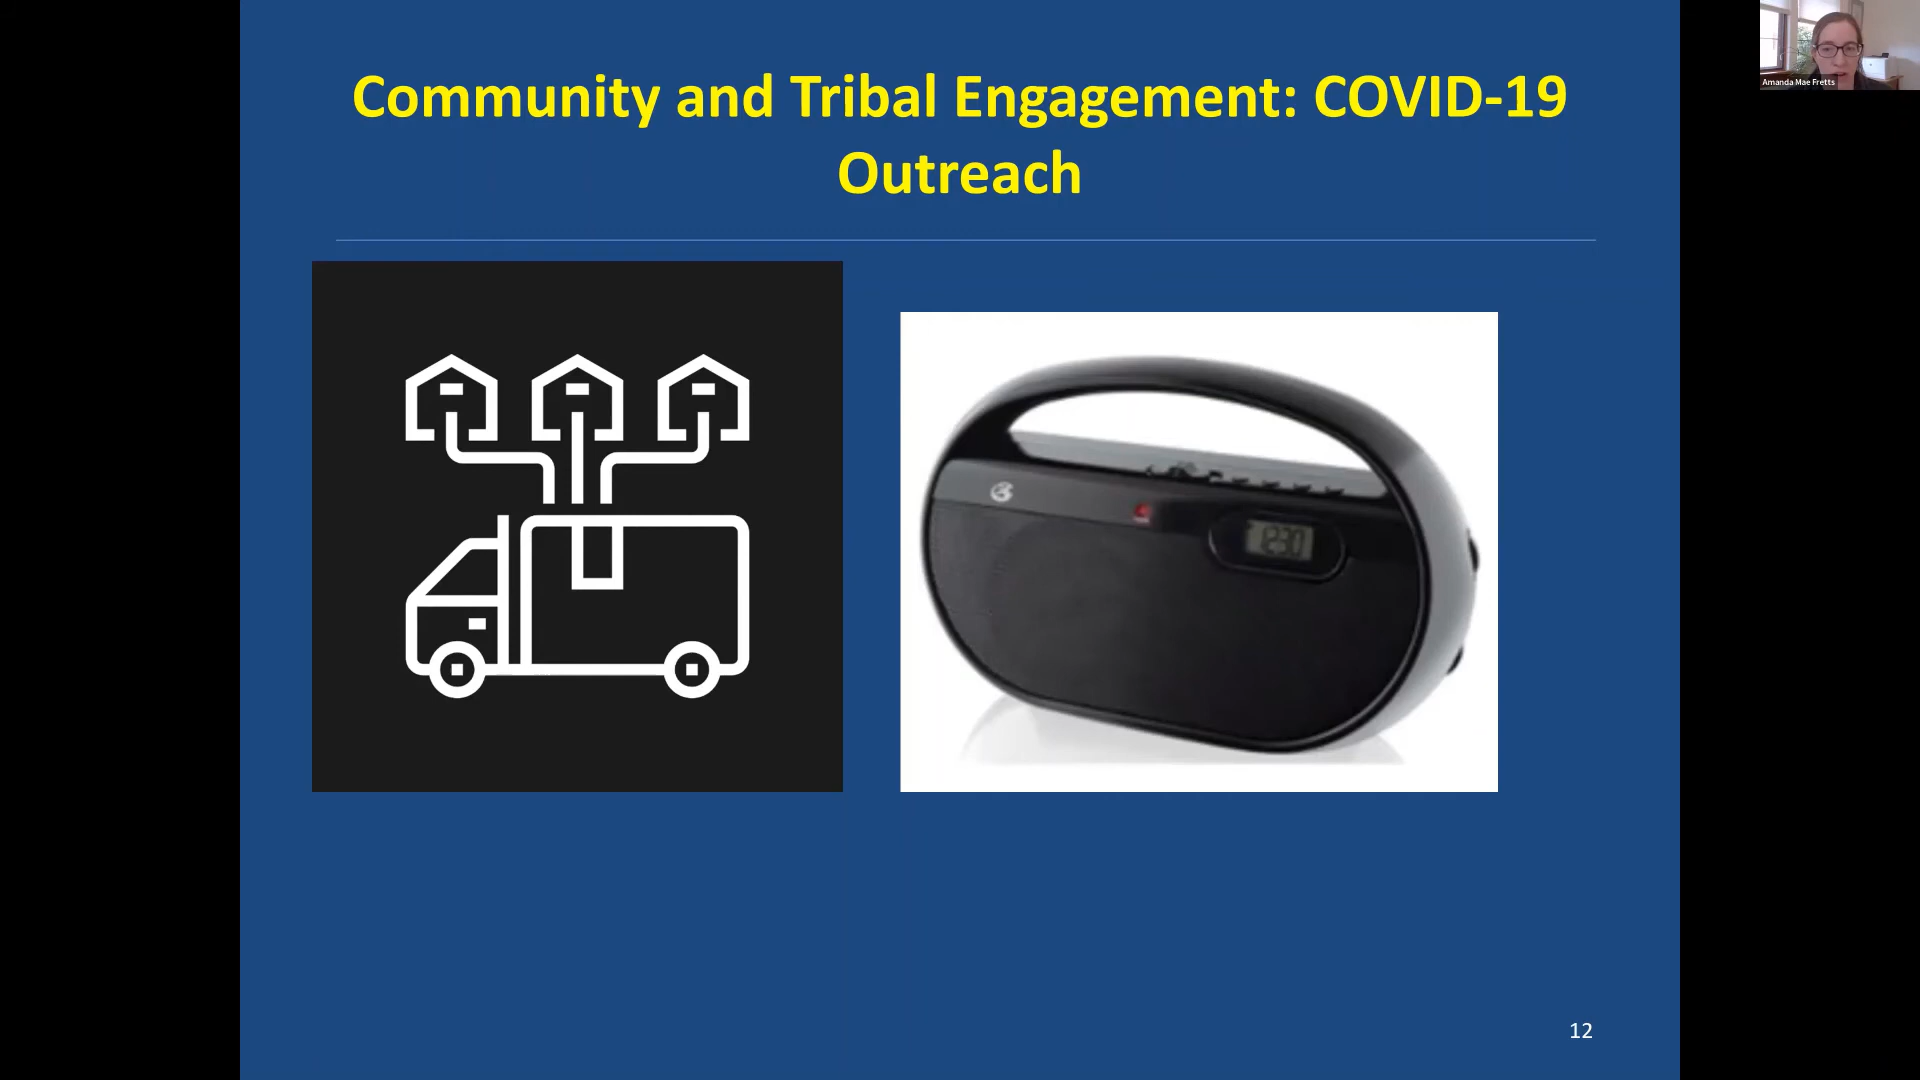 Community and Tribal Engagement: COVID-19
Outreach
Amanda Mae Fretts
12:30
12